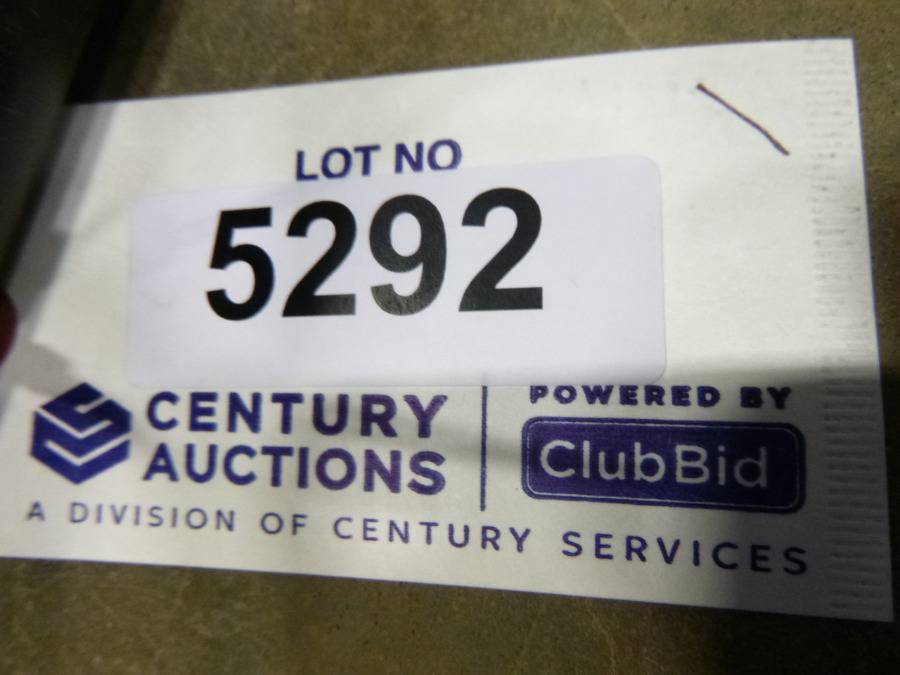 LOT NO
5292
CENTURY
AUCTIONS
POWERED BY
ClubBid
A DIVISION OF CENTURY SERVICES